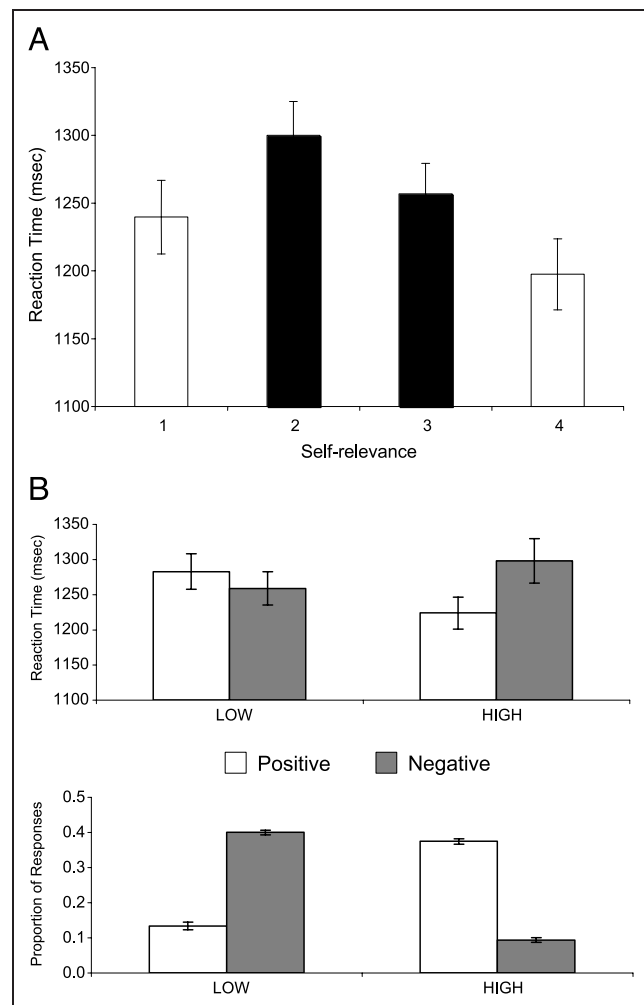 A
Reaction Time (msec)
1350
1300
1250
1200
1150
1100
1 2 3 4
Self-relevance
B
Reaction Time (msec)
1350
1300
1250
1200
1150
1100
LOW HIGH
Positive Negative
Proportion of Responses
0.5
0.4
0.3
0.2
0.1
0.0
LOW HIGH